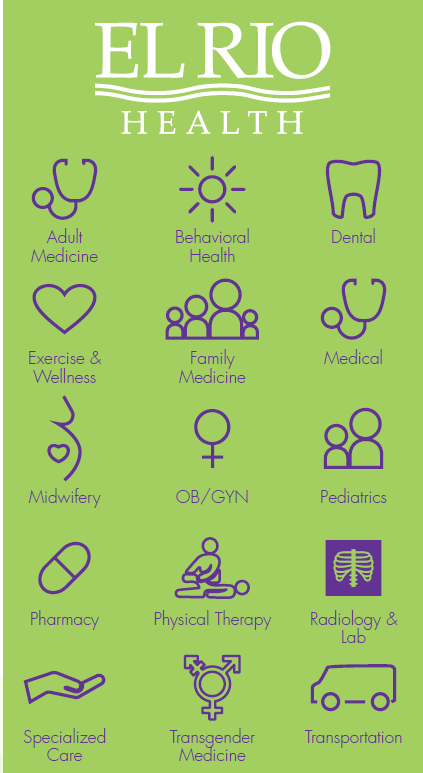 EL RIO
HEALTH
Adult
Medicine
Behavioral
Health
Dental
Exercise &
Wellness
Family
Medicine
Medical
Midwifery
OB/GYN
Pediatrics
Pharmacy
Physical Therapy
Radiology &
Lab
Specialized
Care
Transgender
Medicine
Transportation